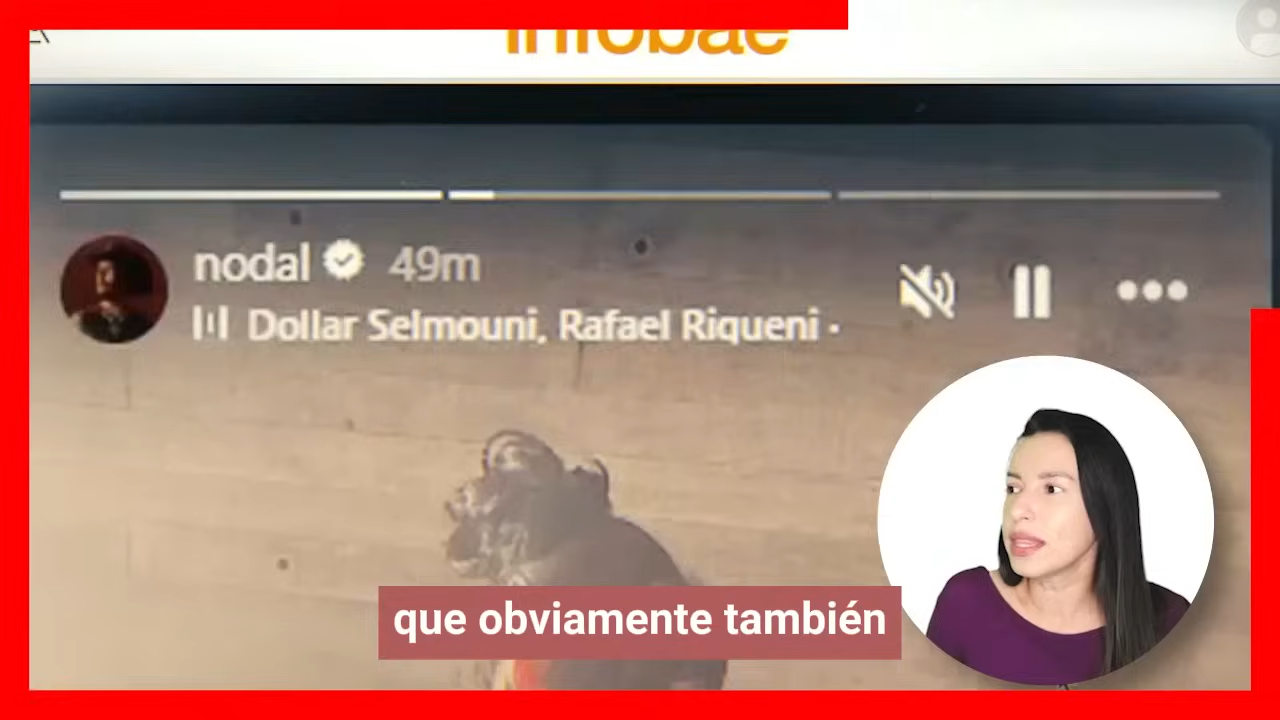 infobae
nodal 49m
Dollar Selmouni, Rafael Riqueni ·
que obviamente también